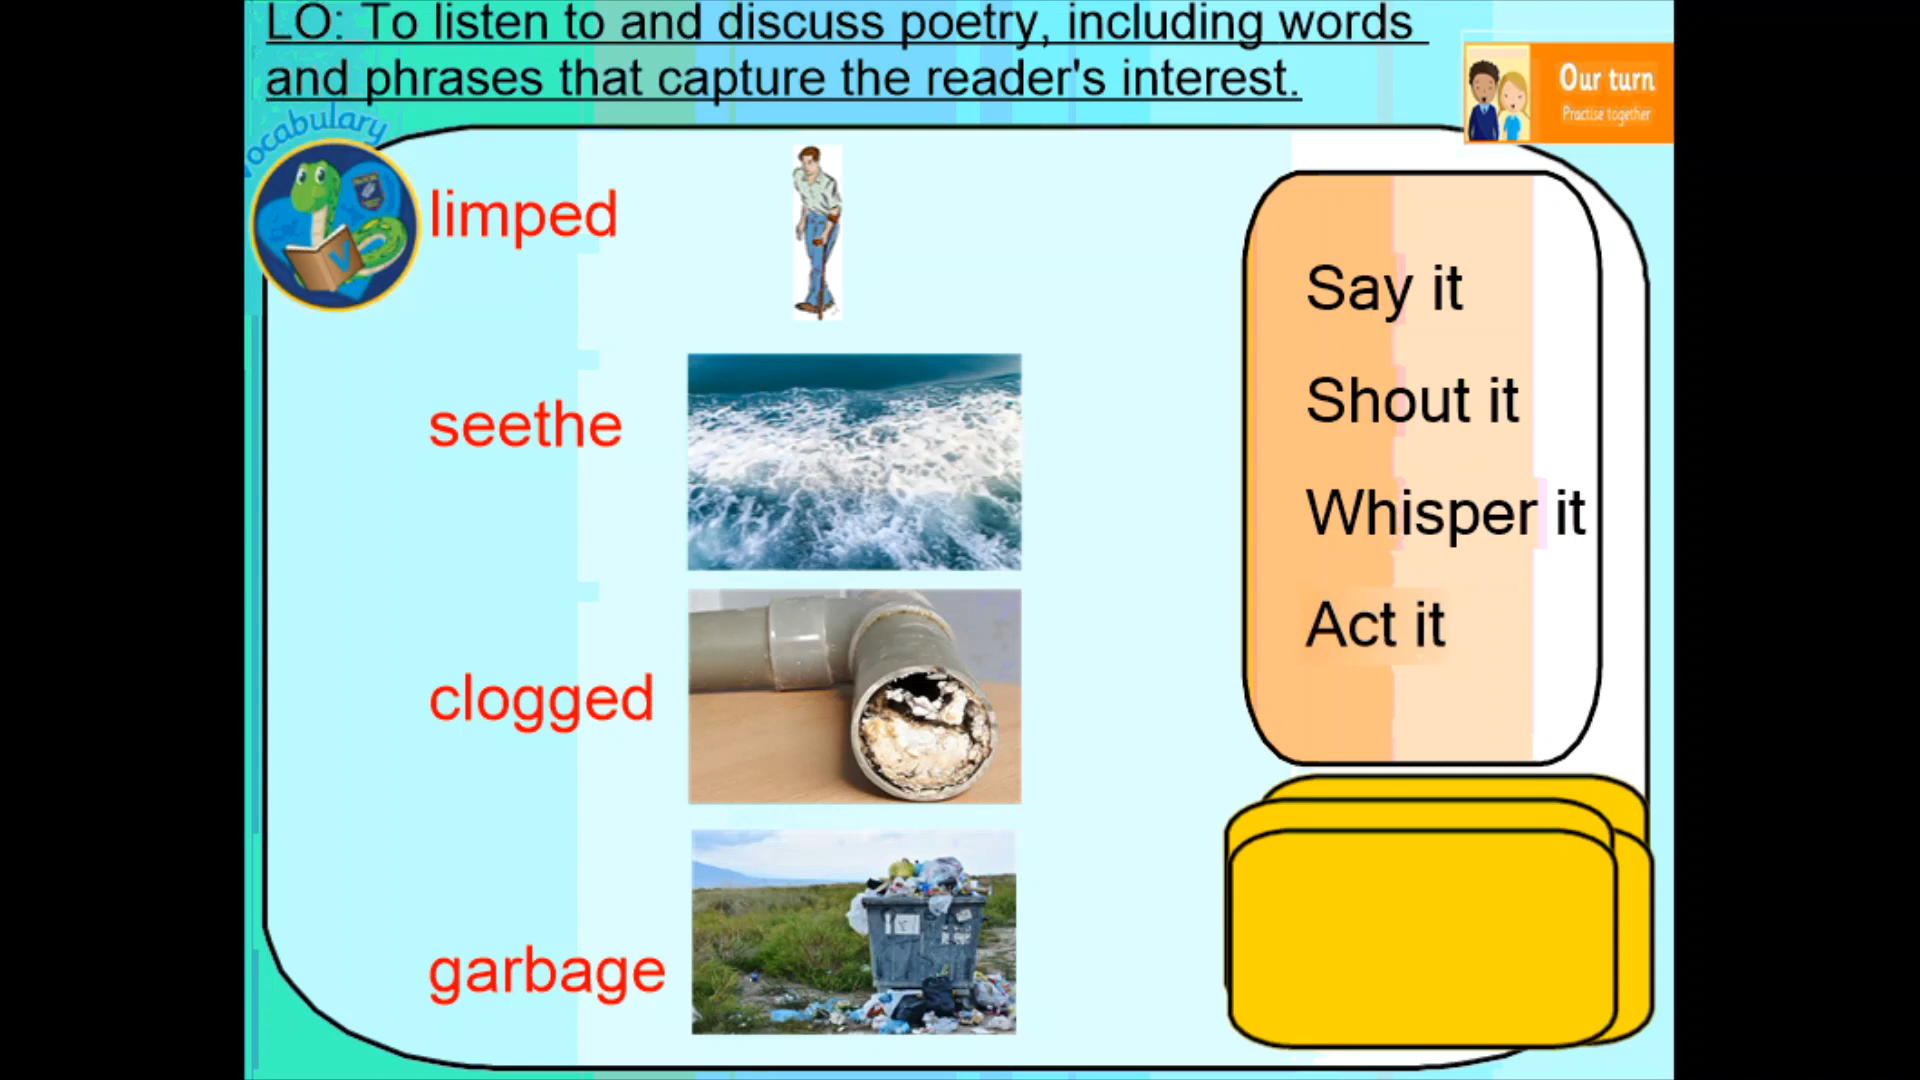 LO: To listen to and discuss poetry, including words
and phrases that capture the reader's interest.
Our turn
Practise together
Vocabulary
V
limped
seethe
clogged
garbage
Say it
Shout it
Whisper it
Act it